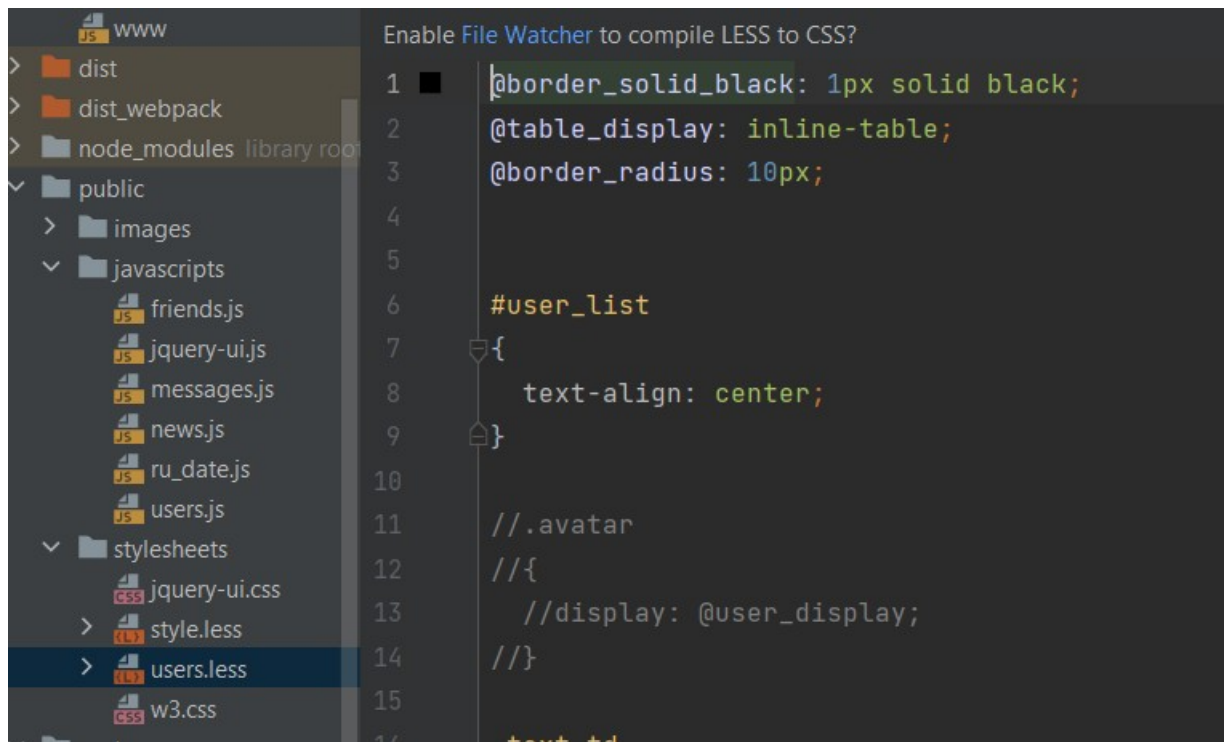 www
dist
dist_webpack
node_modules library roo
public
images
javascripts
friends.js
jquery-ui.js
messages.js
news.js
ru_date.js
users.js
stylesheets
jquery-ui.css
style.less
users.less
w3.css
Enable File Watcher to compile LESS to CSS?
1 @border_solid_black: 1px solid black;
2 @table_display: inline-table;
3 @border_radius: 10px;
4
5
6 #user_list
7 {
8 text-align: center;
9 }
10
11 //.avatar
12 //{
13 //display: @user_display;
14 //}
15